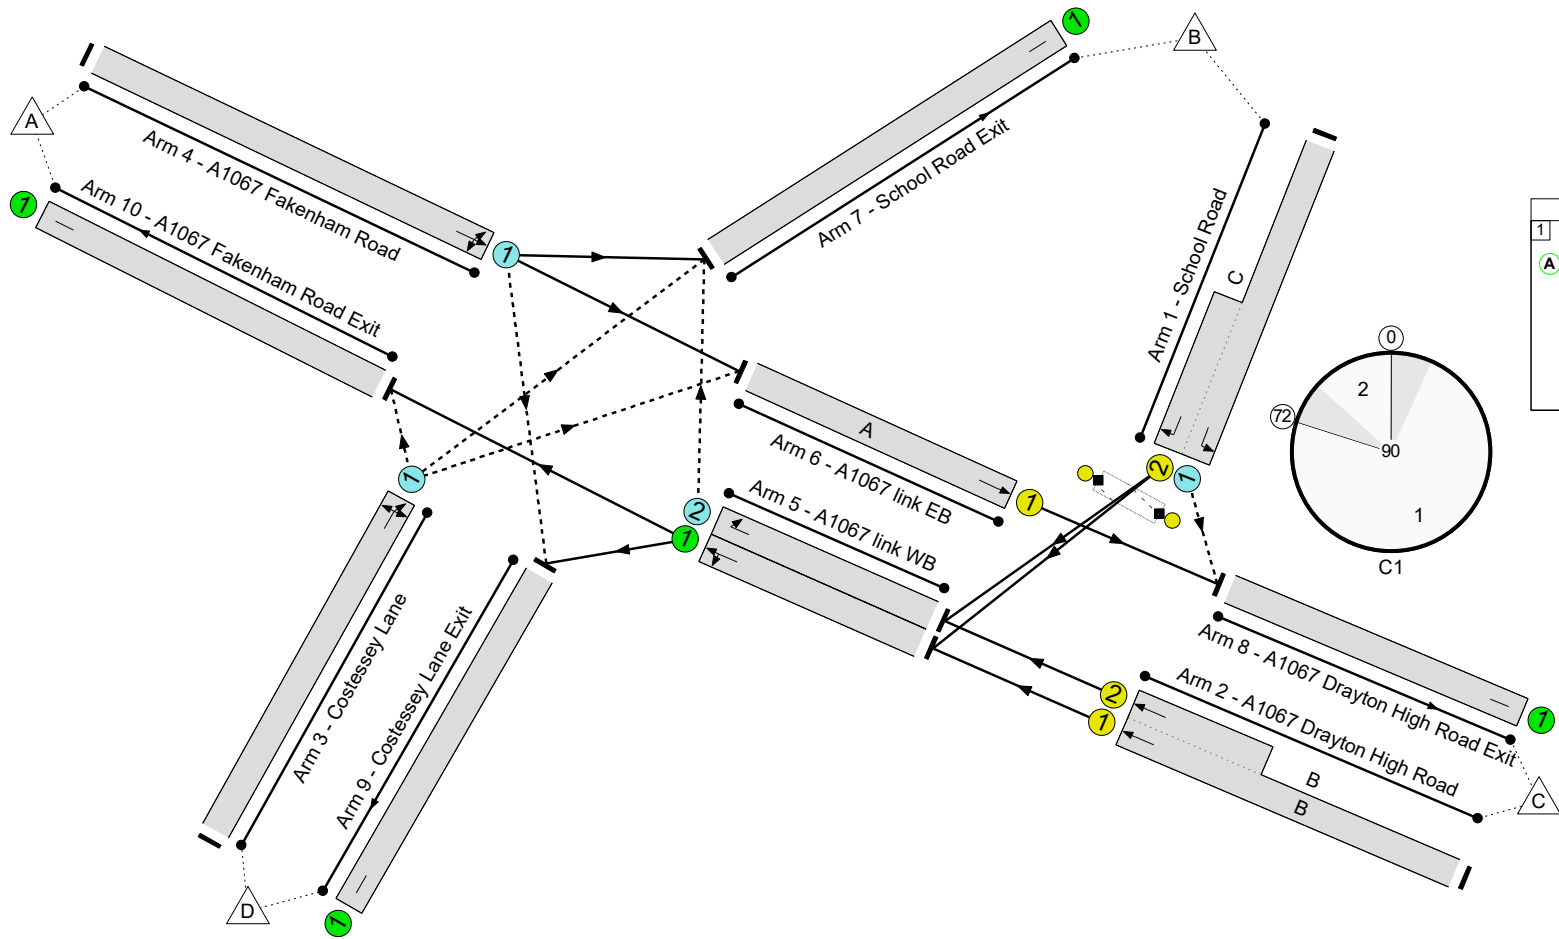 1
B
A
Arm 4 - A1067 Fakenham Road
Arm 7 - School Road Exit
1
Arm 10 - A1067 Fakenham Road Exit
1
Arm 1 - School Road
C
1
A
0
2
72
90
1
C1
A
Arm 6 - A1067 link EB
1
2
1
1
Arm 5 - A1067 link WB
2
1
Arm 3 - Costessey Lane
Arm 9 - Costessey Lane Exit
Arm 8 - A1067 Drayton High Road Exit
1
Arm 2 - A1067 Drayton High Road
2
1
B
B
C
D
1